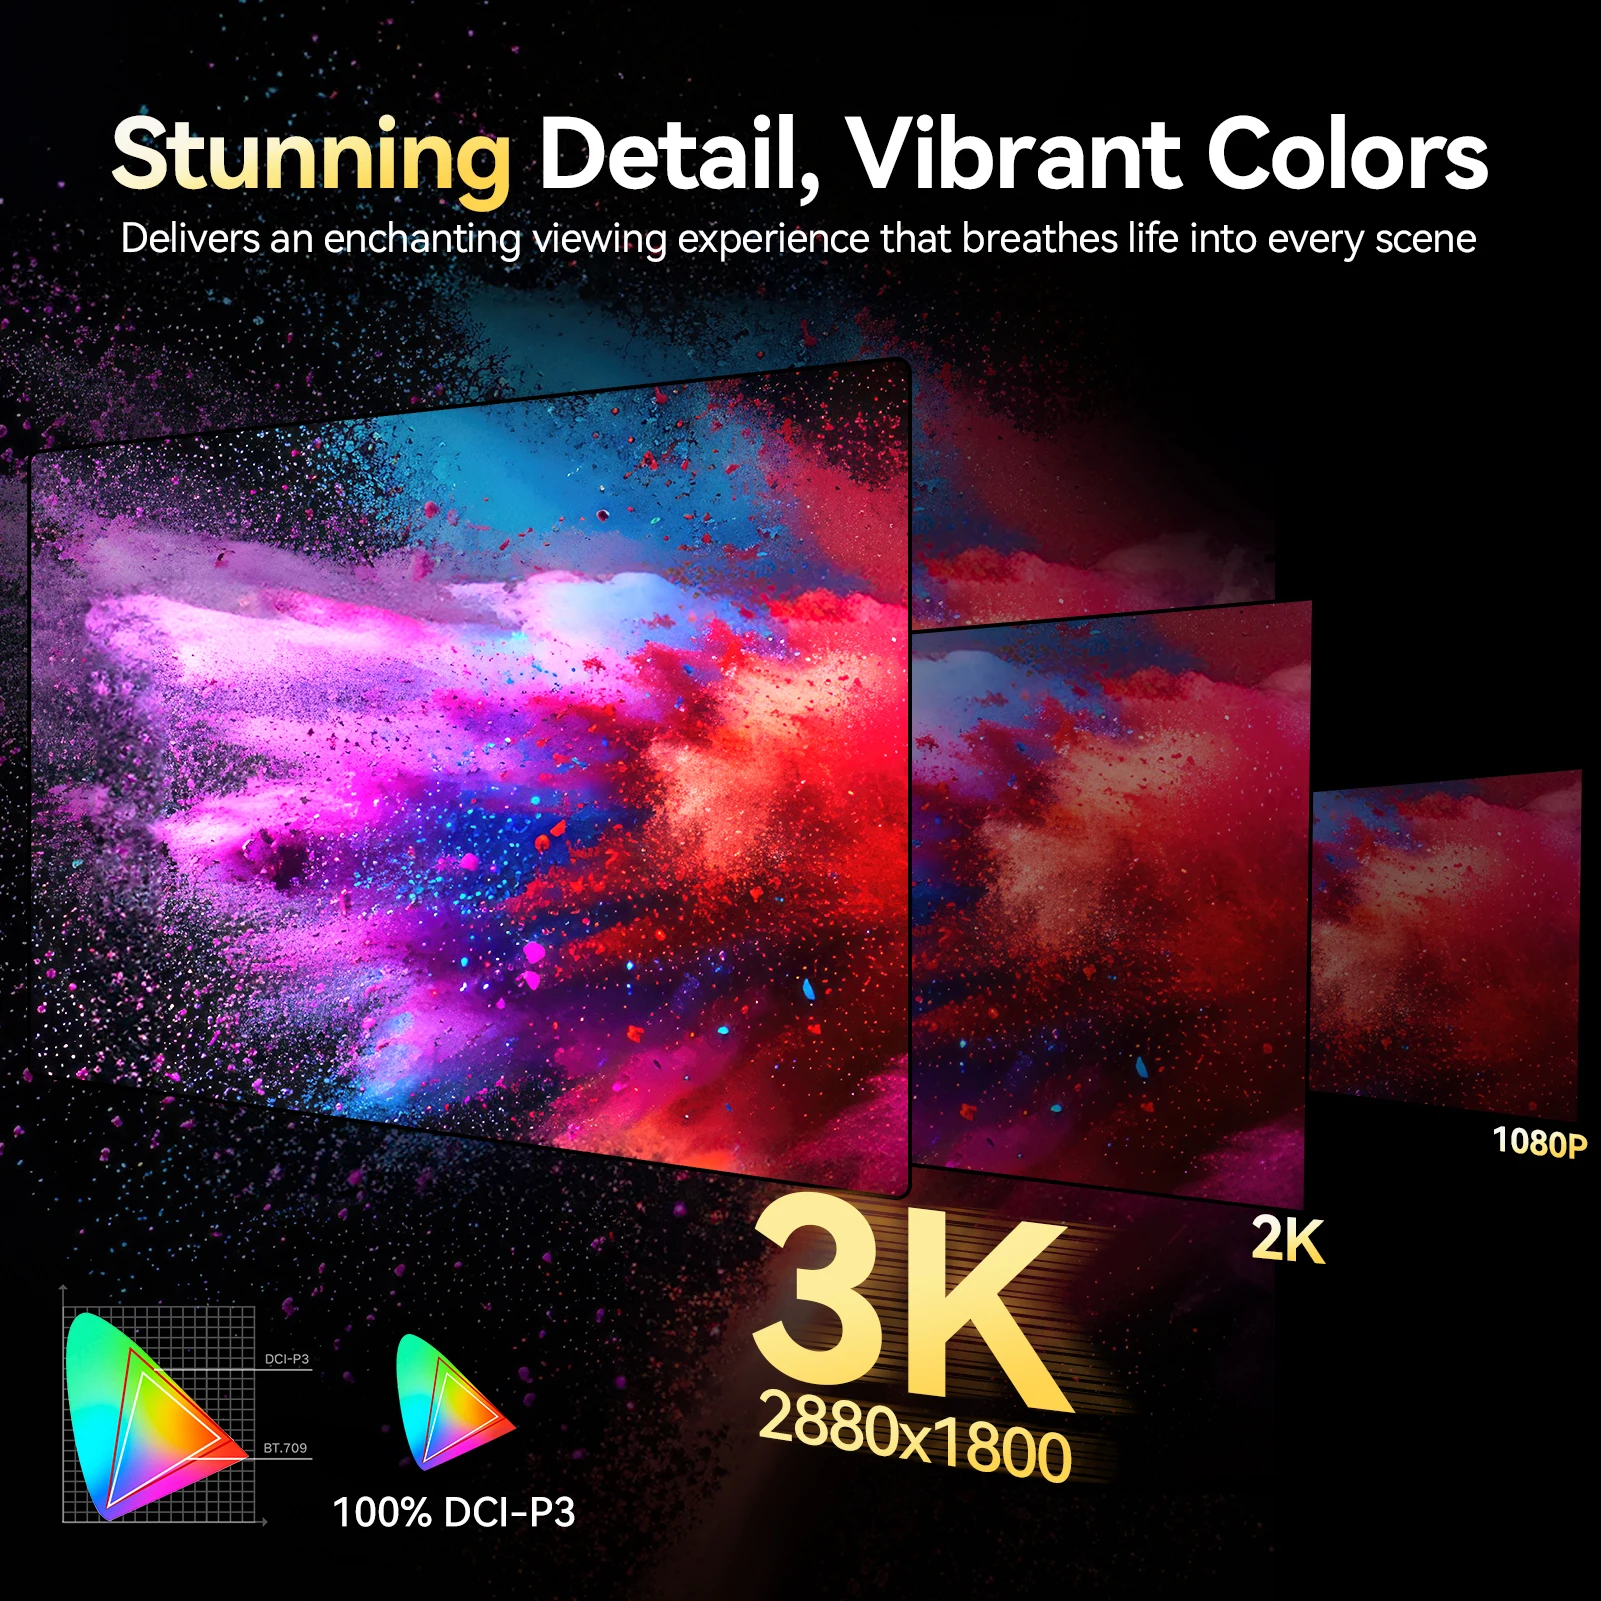 Stunning Detail, Vibrant Colors
Delivers an enchanting viewing experience that breathes life into every scene
1080P
2K
3K
2880x1800
DCI-P3
BT.709
100% DCI-P3